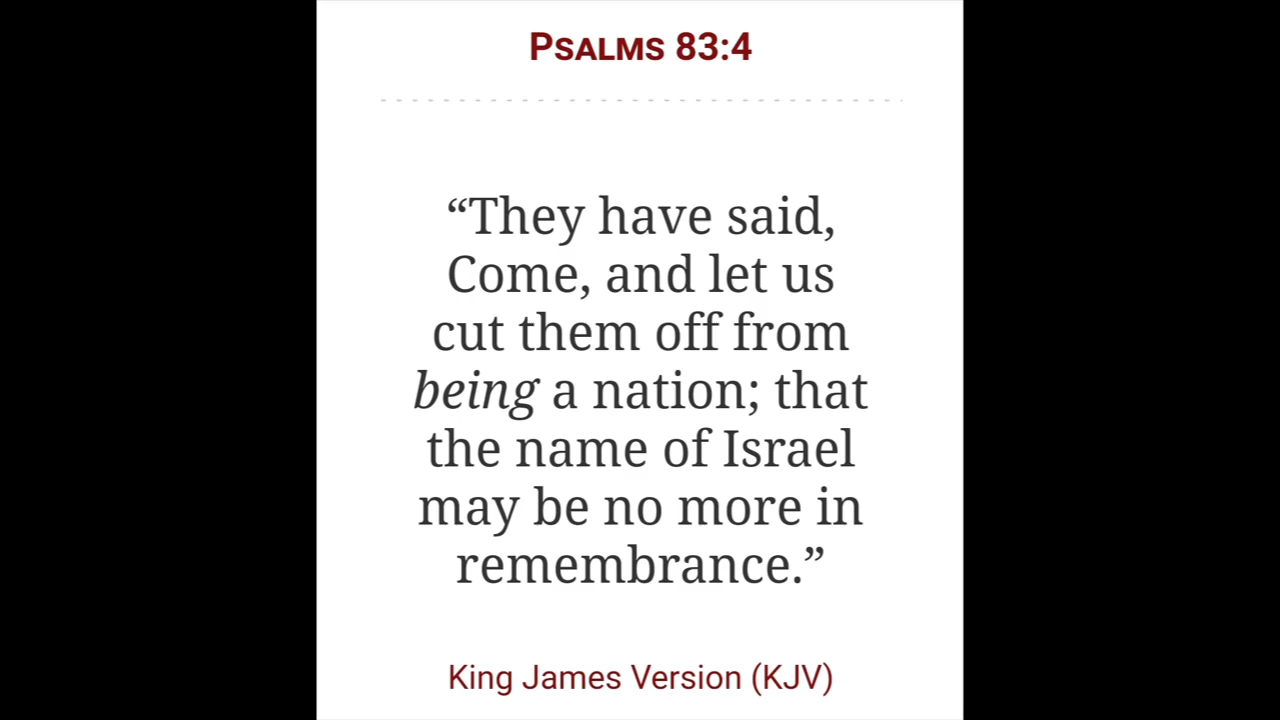 Psalms 83:4
“They have said,
Come, and let us
cut them off from
being a nation; that
the name of Israel
may be no more in
remembrance.”
King James Version (KJV)